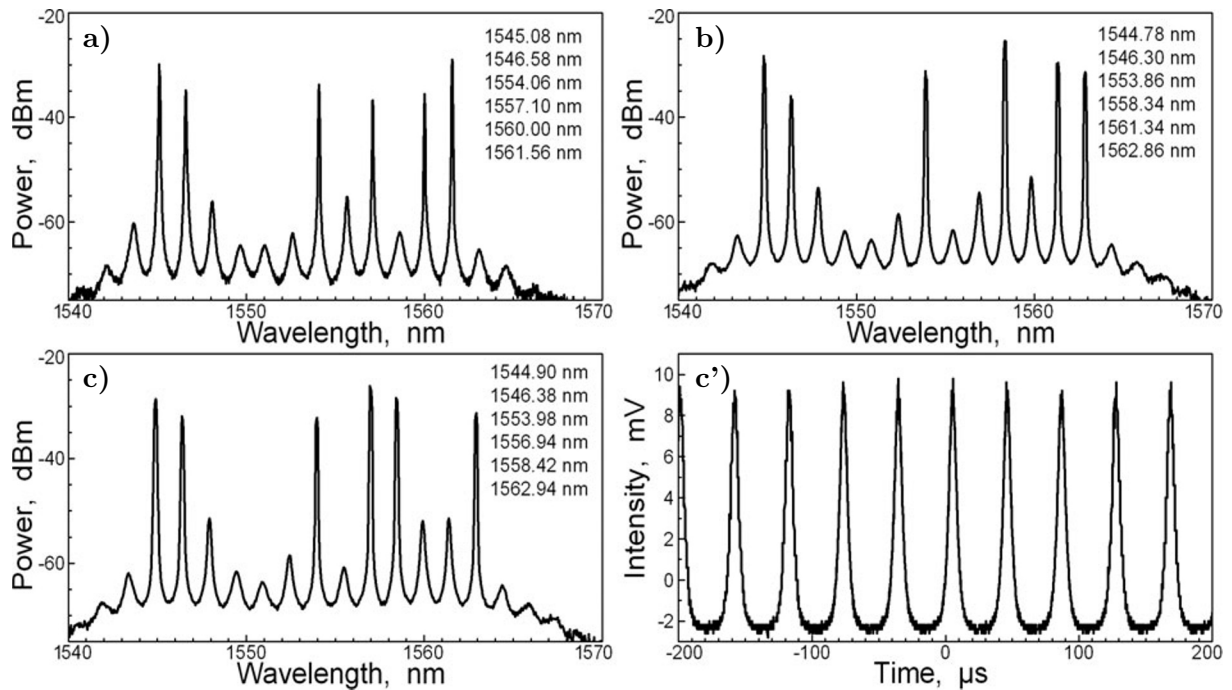 a)
-20
-40
-60
Power, dBm
1545.08 nm
1546.58 nm
1554.06 nm
1557.10 nm
1560.00 nm
1561.56 nm
1540 1550 1560 1570
Wavelength, nm
b)
-20
-40
-60
Power, dBm
1544.78 nm
1546.30 nm
1553.86 nm
1558.34 nm
1561.34 nm
1562.86 nm
1540 1550 1560 1570
Wavelength, nm
c)
-20
-40
-60
Power, dBm
1544.90 nm
1546.38 nm
1553.98 nm
1556.94 nm
1558.42 nm
1562.94 nm
1540 1550 1560 1570
Wavelength, nm
c’)
10
8
6
4
2
0
-2
Intensity, mV
-200 -100 0 100 200
Time, µs